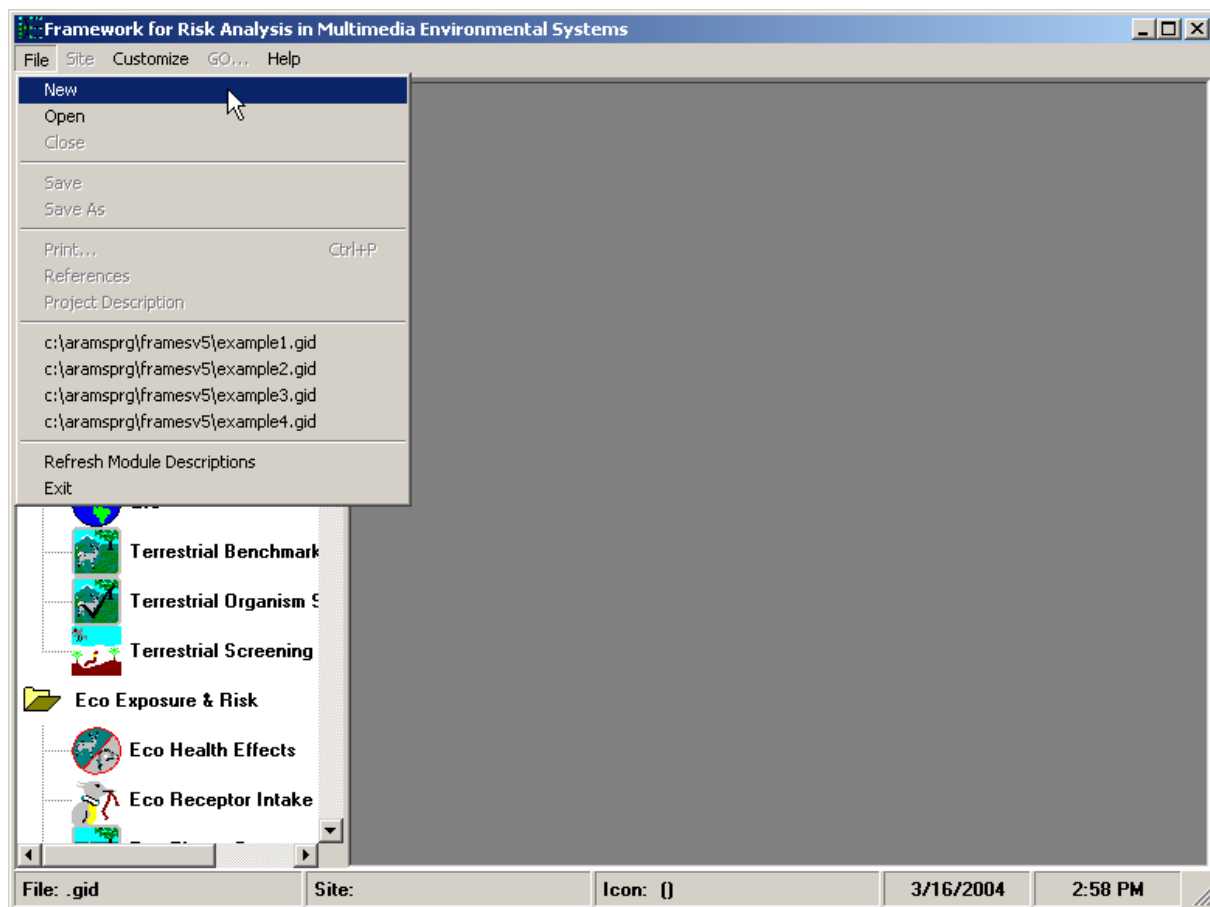 Framework for Risk Analysis in Multimedia Environmental Systems
File Site Customize GO... Help
New
Open
Close
Save
Save As
Print... Ctrl+P
References
Project Description
c:\aramsprg\framesv5\example1.gid
c:\aramsprg\framesv5\example2.gid
c:\aramsprg\framesv5\example3.gid
c:\aramsprg\framesv5\example4.gid
Refresh Module Descriptions
Exit
Terrestrial Benchmark
Terrestrial Organism
Terrestrial Screening
Eco Exposure & Risk
Eco Health Effects
Eco Receptor Intake
File: .gid Site: Icon: () 3/16/2004 2:58 PM